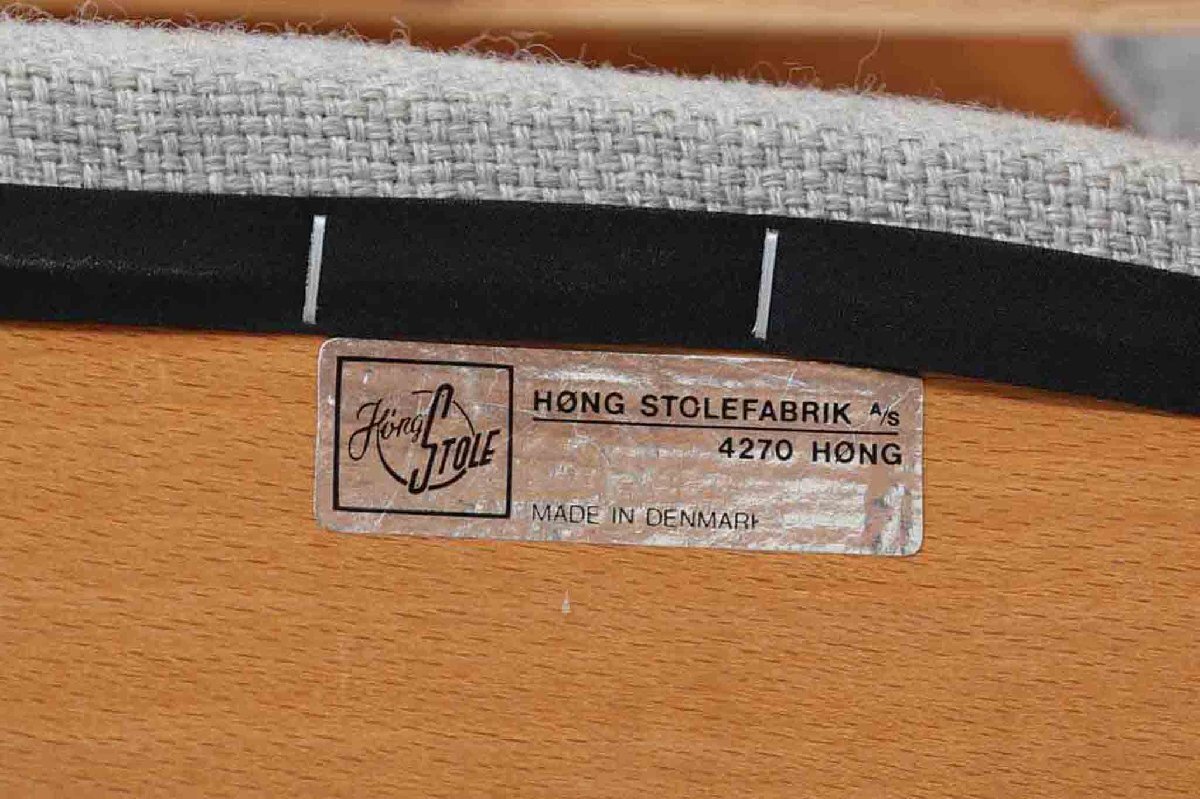 Høng
STOLE
HØNG STOLEFABRIK A/S
4270 HØNG
MADE IN DENMARK